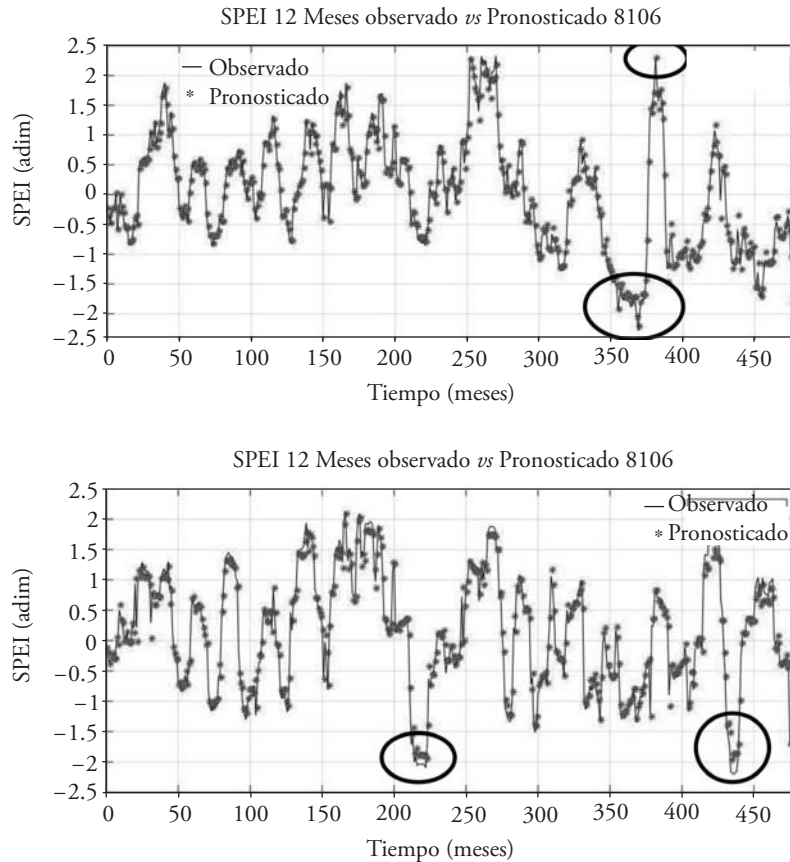 SPEI 12 Meses observado vs Pronosticado 8106
2.5
2
1.5
1
0.5
0
−0.5
−1
−1.5
−2
−2.5
SPEI (adim)
— Observado
* Pronosticado
0 50 100 150 200 250 300 350 400 450
Tiempo (meses)
SPEI 12 Meses observado vs Pronosticado 8106
2.5
2
1.5
1
0.5
0
−0.5
−1
−1.5
−2
2.5
SPEI (adim)
— Observado
* Pronosticado
0 50 100 150 200 250 300 350 400 450
Tiempo (meses)